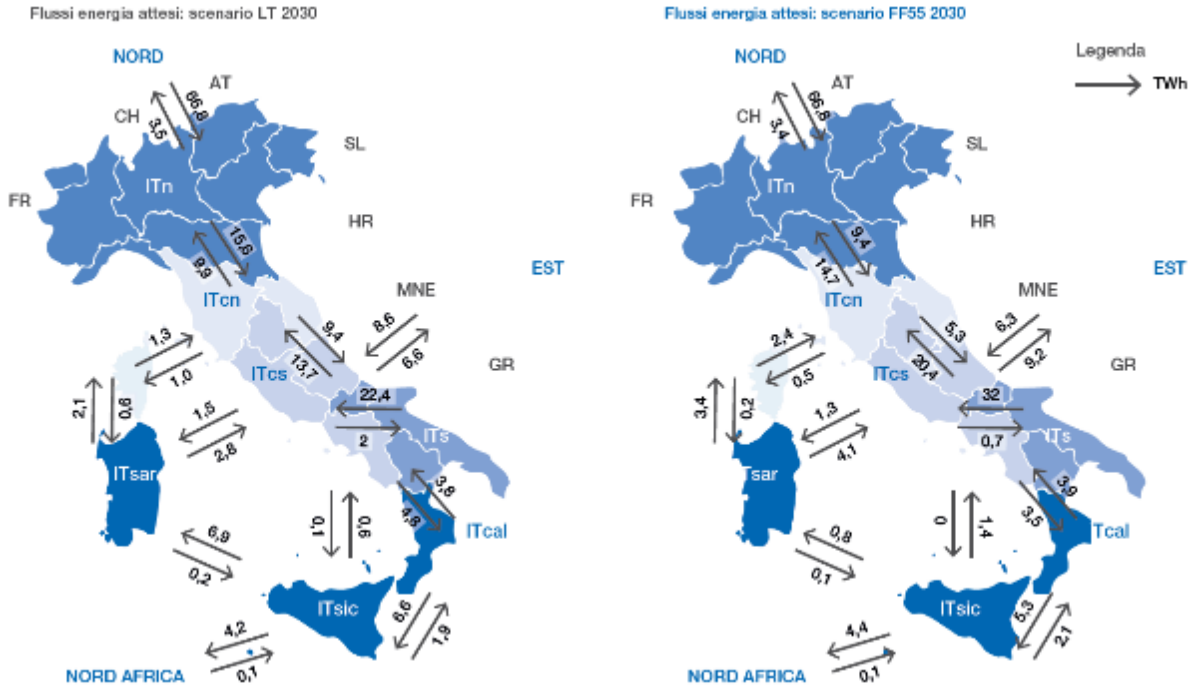 Flussi energia attesi: scenario LT 2030
NORD
AT
CH
66,8
3,5
SL
ITn
FR
HR
15,6
9,9
EST
ITcn
MNE
9,4
8,6
1,3
13,7
6,6
1,0
ITcs
GR
2,1
0,6
22,4
1,5
2
ITs
2,8
ITsar
3,8
4,8
ITcal
0,1
0,6
6,9
0,2
ITsic
6,6
1,9
4,2
0,1
NORD AFRICA
Flussi energia attesi: scenario FF55 2030
Legenda
TWh
NORD
AT
CH
66,8
3,4
SL
ITn
FR
HR
9,4
14,7
EST
ITcn
MNE
5,3
6,3
2,4
20,4
9,2
0,5
ITcs
GR
3,4
0,2
32
1,3
0,7
ITs
4,1
Tsar
3,9
3,5
Tcal
0
1,4
0,8
0,1
ITsic
5,3
2,1
4,4
0,1
NORD AFRICA